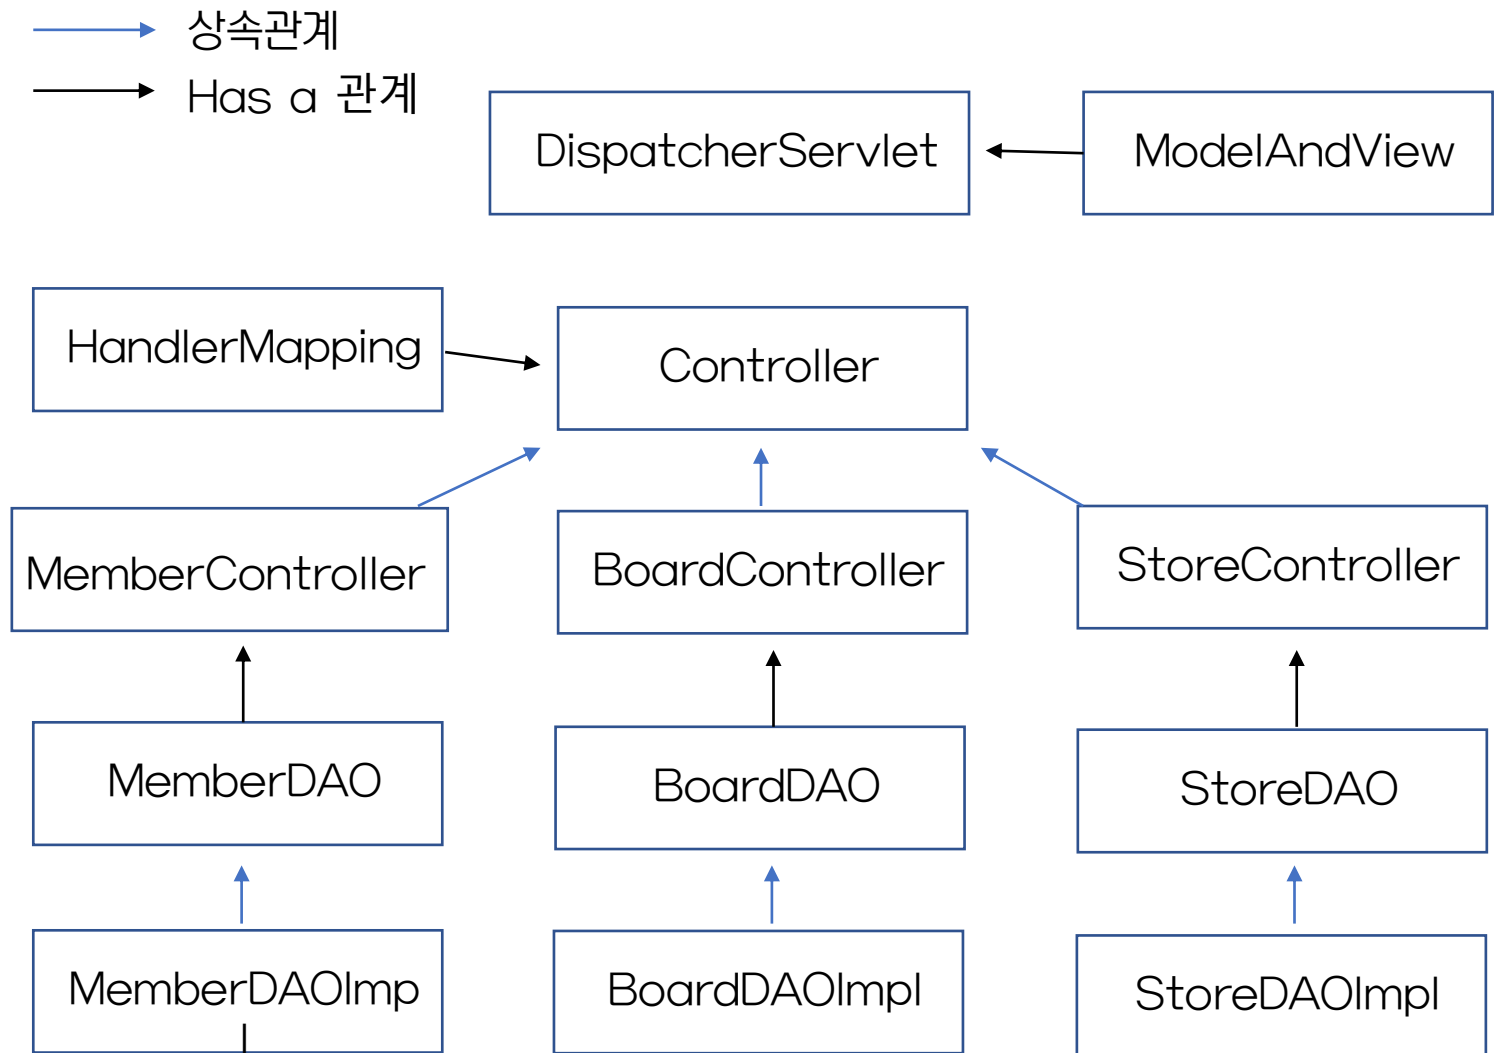 상속관계
Has a 관계
DispatcherServlet
ModelAndView
HandlerMapping
Controller
MemberController
BoardController
StoreController
MemberDAO
BoardDAO
StoreDAO
MemberDAOImp
l
BoardDAOImpl
StoreDAOImpl